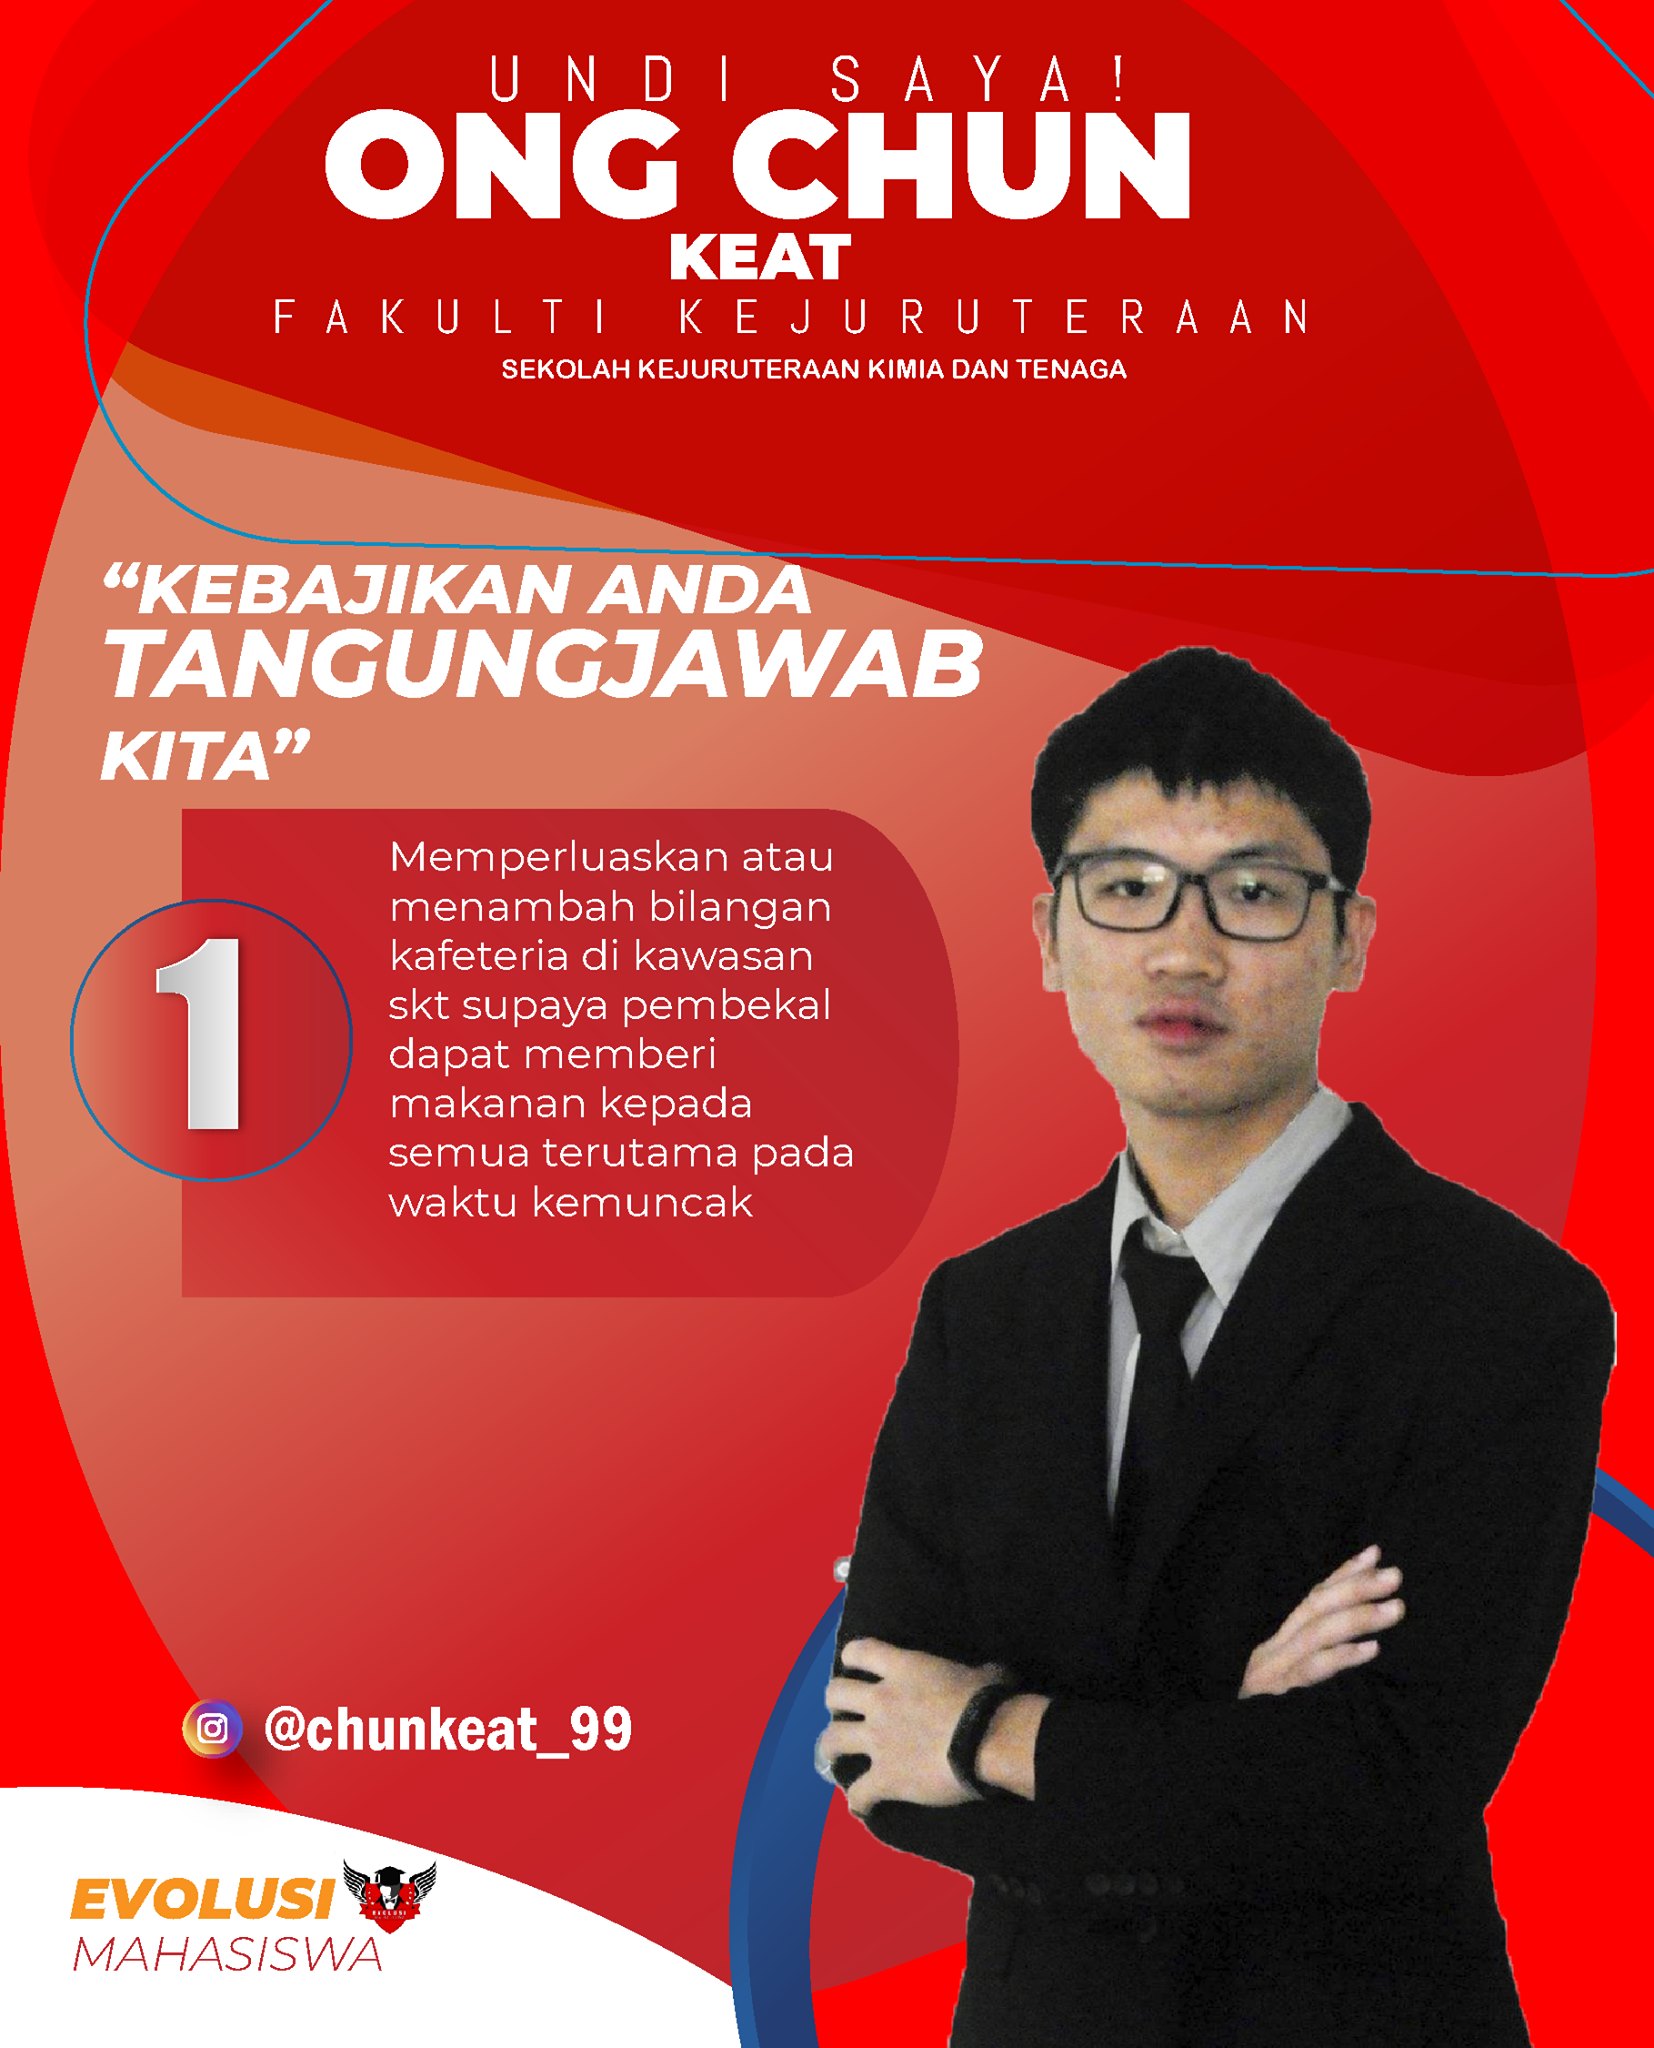 UNDI SAYA!
ONG CHUN
KEAT
FAKULTI KEJURUTERAAN
SEKOLAH KEJURUTERAAN KIMIA DAN TENAGA
“KEBAJIKAN ANDA
TANGUNGJAWAB
KITA”
1
Memperluaskan atau
menambah bilangan
kafeteria di kawasan
skt supaya pembekal
dapat memberi
makanan kepada
semua terutama pada
waktu kemuncak
@chunkeat_99
EVOLUSI
EVOLUSI
MAHASISWA